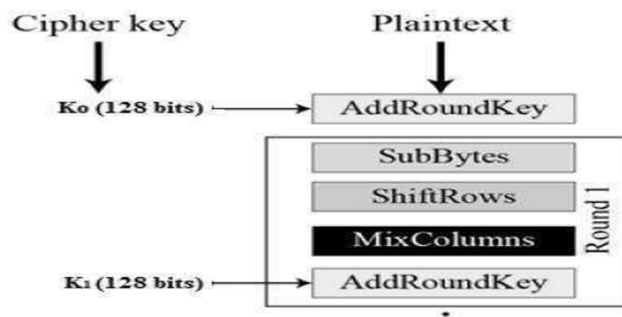 Cipher key Plaintext
K0 (128 bits) AddRoundKey
SubBytes
ShiftRows
MixColumns
Round 1
K1 (128 bits) AddRoundKey